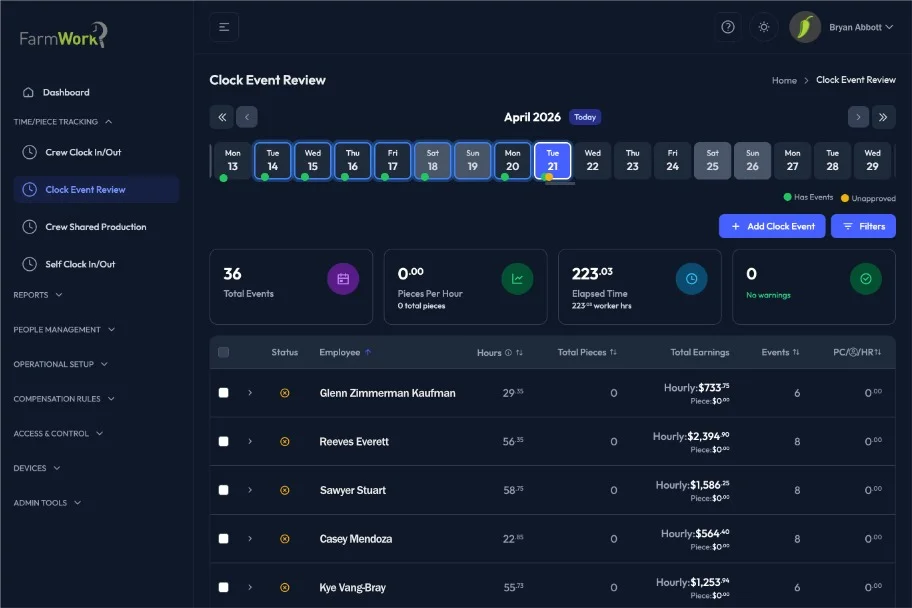 FarmWork
Bryan Abbott
Dashboard
TIME/PIECE TRACKING
Crew Clock In/Out
Clock Event Review
Crew Shared Production
Self Clock In/Out
REPORTS
PEOPLE MANAGEMENT
OPERATIONAL SETUP
COMPENSATION RULES
ACCESS & CONTROL
DEVICES
ADMIN TOOLS
Clock Event Review
Home > Clock Event Review
April 2026 Today
Mon Tue Wed Thu Fri Sat Sun Mon Tue Wed Thu Fri Sat Sun Mon Tue Wed
13 14 15 16 17 18 19 20 21 22 23 24 25 26 27 28 29
Has Events Unapproved
+ Add Clock Event Filters
36
Total Events
0.00
Pieces Per Hour
0 total pieces
223.03
Elapsed Time
223.03 worker hrs
0
No warnings
Status Employee Hours Total Pieces Total Earnings Events PC/HR
Glenn Zimmerman Kaufman 29.35 0 Hourly:$733.75 6 0.00
Piece:$0.00
Reeves Everett 56.35 0 Hourly:$2,394.90 8 0.00
Piece:$0.00
Sawyer Stuart 58.75 0 Hourly:$1,586.25 8 0.00
Piece:$0.00
Casey Mendoza 22.85 0 Hourly:$564.40 8 0.00
Piece:$0.00
Kye Vang-Bray 55.73 0 Hourly:$1,253.94 6 0.00
Piece:$0.00